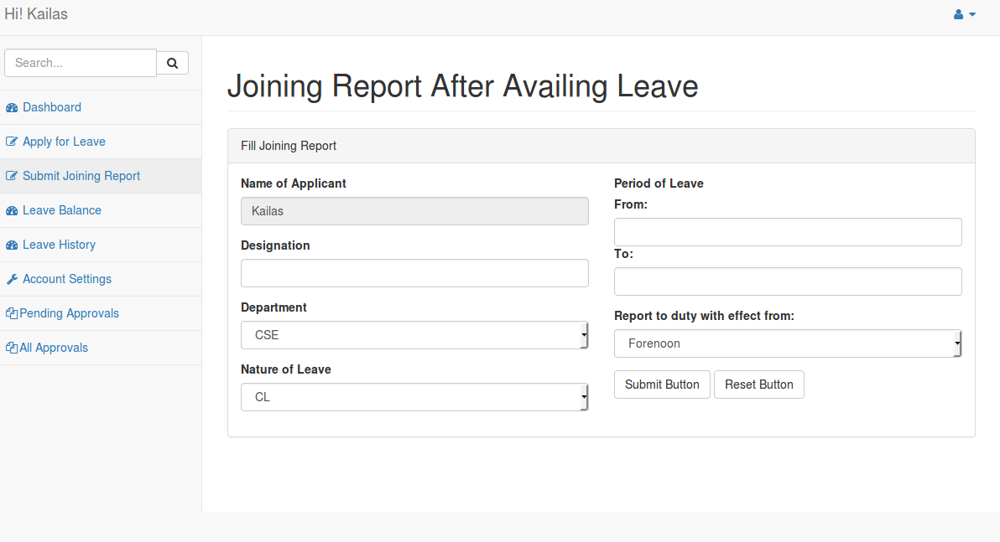 Hi! Kailas
Search...
Dashboard
Apply for Leave
Submit Joining Report
Leave Balance
Leave History
Account Settings
Pending Approvals
All Approvals
Joining Report After Availing Leave
Fill Joining Report
Name of Applicant
Kailas
Designation
Department
CSE
Nature of Leave
CL
Period of Leave
From:
To:
Report to duty with effect from:
Forenoon
Submit Button
Reset Button